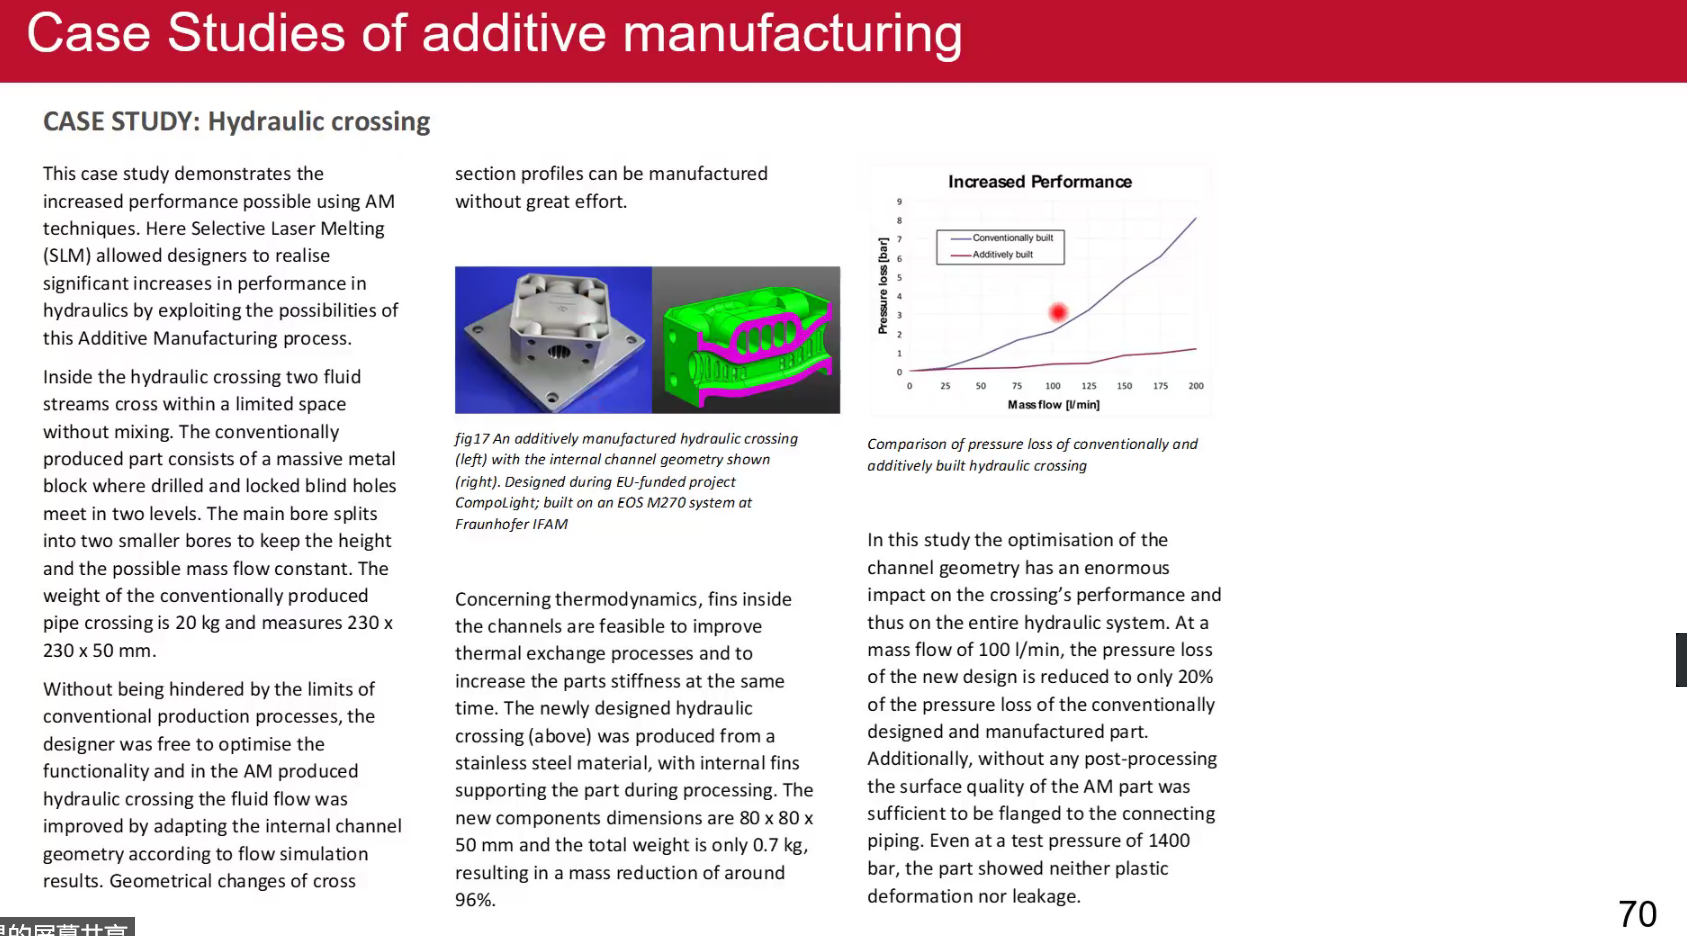 Case Studies of additive manufacturing
CASE STUDY: Hydraulic crossing
This case study demonstrates the
increased performance possible using AM
techniques. Here Selective Laser Melting
(SLM) allowed designers to realise
significant increases in performance in
hydraulics by exploiting the possibilities of
this Additive Manufacturing process.
Inside the hydraulic crossing two fluid
streams cross within a limited space
without mixing. The conventionally
produced part consists of a massive metal
block where drilled and locked blind holes
meet in two levels. The main bore splits
into two smaller bores to keep the height
and the possible mass flow constant. The
weight of the conventionally produced
pipe crossing is 20 kg and measures 230 x
230 x 50 mm.
Without being hindered by the limits of
conventional production processes, the
designer was free to optimise the
functionality and in the AM produced
hydraulic crossing the fluid flow was
improved by adapting the internal channel
geometry according to flow simulation
results. Geometrical changes of cross
section profiles can be manufactured
without great effort.
fig17 An additively manufactured hydraulic crossing
(left) with the internal channel geometry shown
(right). Designed during EU-funded project
CompoLight; built on an EOS M270 system at
Fraunhofer IFAM
Concerning thermodynamics, fins inside
the channels are feasible to improve
thermal exchange processes and to
increase the parts stiffness at the same
time. The newly designed hydraulic
crossing (above) was produced from a
stainless steel material, with internal fins
supporting the part during processing. The
new components dimensions are 80 x 80 x
50 mm and the total weight is only 0.7 kg,
resulting in a mass reduction of around
96%.
Increased Performance
9
8
7
6
5
4
3
2
1
0
Pressure loss [bar]
Conventionally built
Additively built
0 25 50 75 100 125 150 175 200
Mass flow [l/min]
Comparison of pressure loss of conventionally and
additively built hydraulic crossing
In this study the optimisation of the
channel geometry has an enormous
impact on the crossing's performance and
thus on the entire hydraulic system. At a
mass flow of 100 l/min, the pressure loss
of the new design is reduced to only 20%
of the pressure loss of the conventionally
designed and manufactured part.
Additionally, without any post-processing
the surface quality of the AM part was
sufficient to be flanged to the connecting
piping. Even at a test pressure of 1400
bar, the part showed neither plastic
deformation nor leakage.
70
的屏幕共享